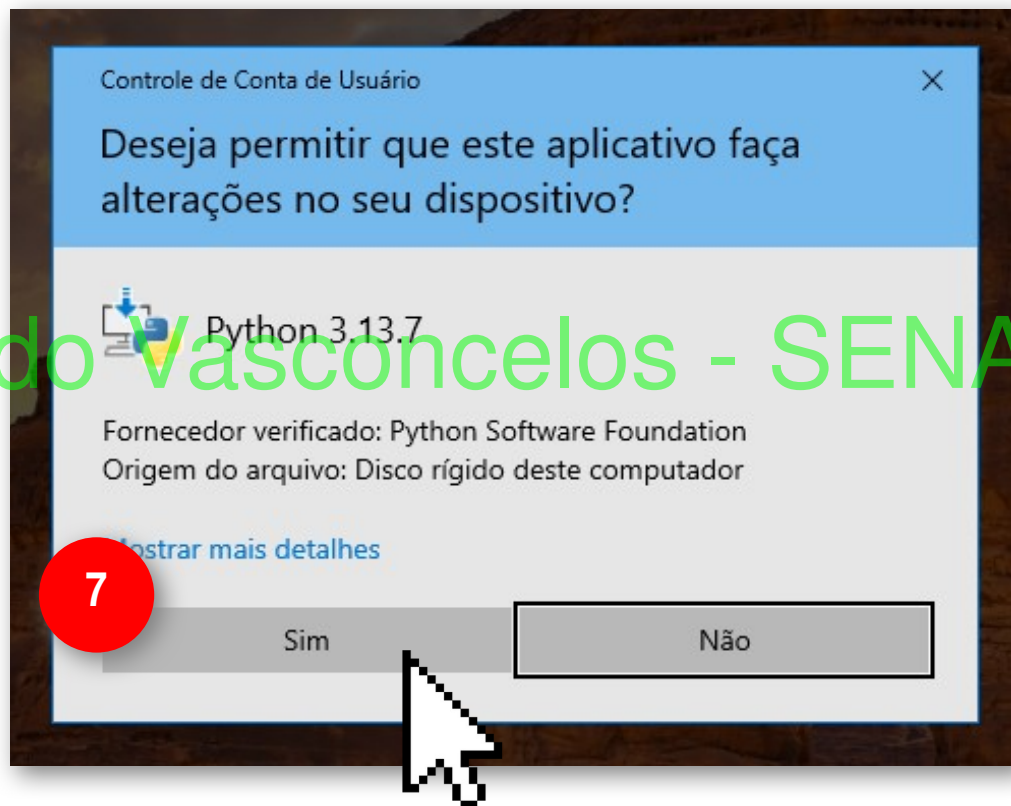 Controle de Conta de Usuário
Deseja permitir que este aplicativo faça
alterações no seu dispositivo?
Python 3.13.7
do Vasconcelos - SENA
Fornecedor verificado: Python Software Foundation
Origem do arquivo: Disco rígido deste computador
Mostrar mais detalhes
7
Sim
Não